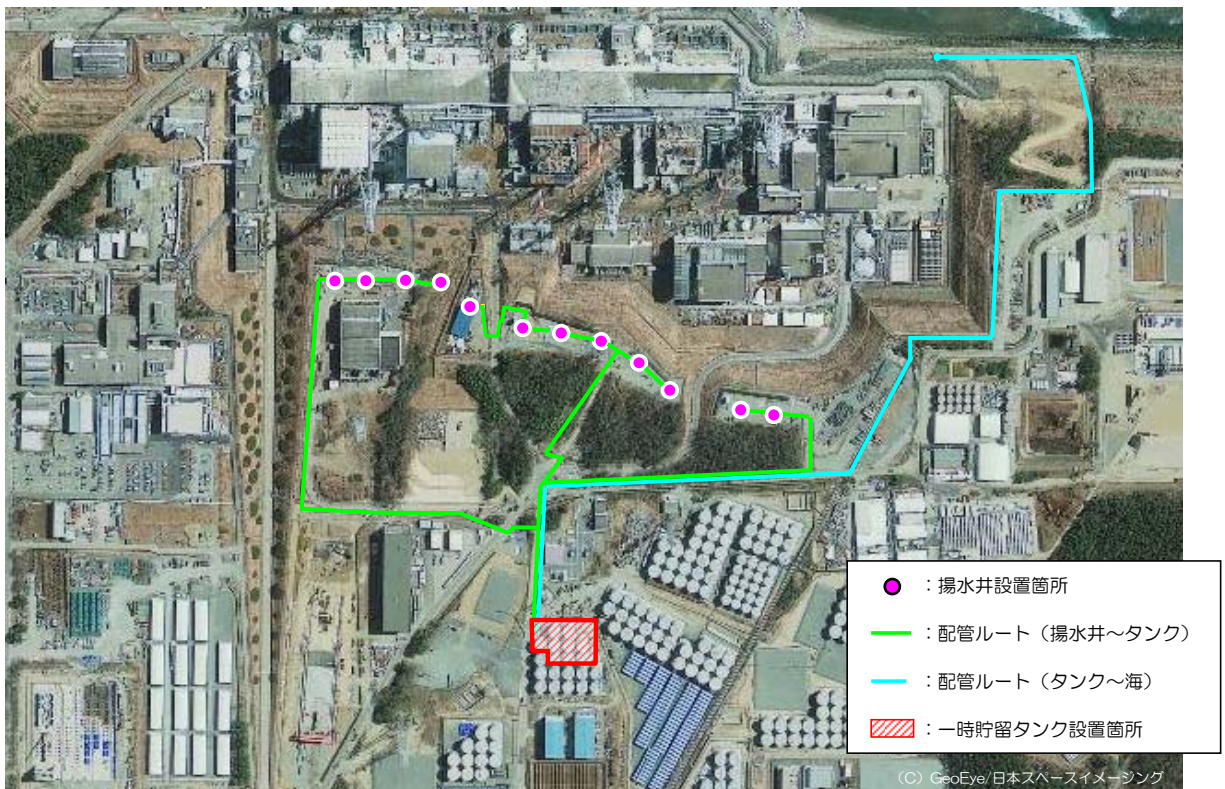 ：揚水井設置箇所
：配管ルート（揚水井～タンク）
：配管ルート（タンク～海）
：一時貯留タンク設置箇所
（C）GeoEye/日本スペースイメージング